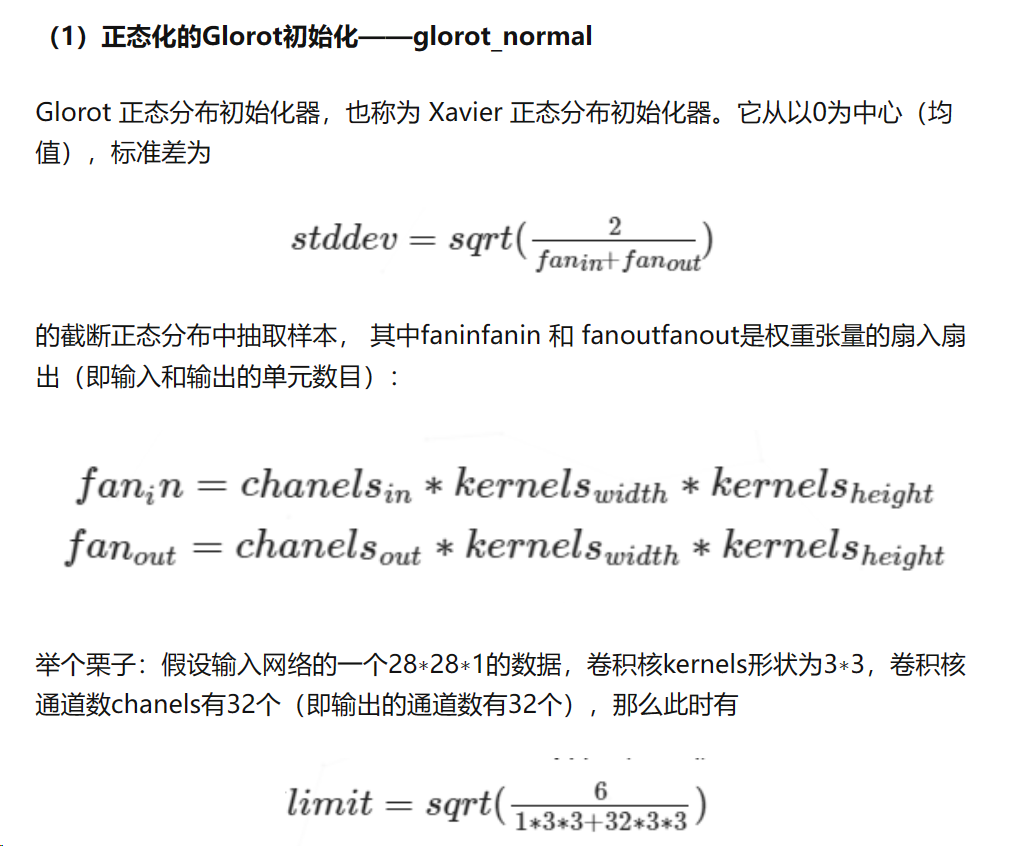 （1）正态化的Glorot初始化——glorot_normal
Glorot 正态分布初始化器，也称为 Xavier 正态分布初始化器。它从以0为中心（均
值），标准差为
stddev = sqrt(\frac{2}{fan_{in}+fan_{out}})
的截断正态分布中抽取样本， 其中faninfanin 和 fanoutfanout是权重张量的扇入扇
出（即输入和输出的单元数目）：
fan_in = chanels_{in} * kernels_{width} * kernels_{height}
fan_{out} = chanels_{out} * kernels_{width} * kernels_{height}
举个栗子：假设输入网络的一个28*28*1的数据，卷积核kernels形状为3*3，卷积核
通道数chanels有32个（即输出的通道数有32个），那么此时有
limit = sqrt(\frac{6}{1*3*3+32*3*3})